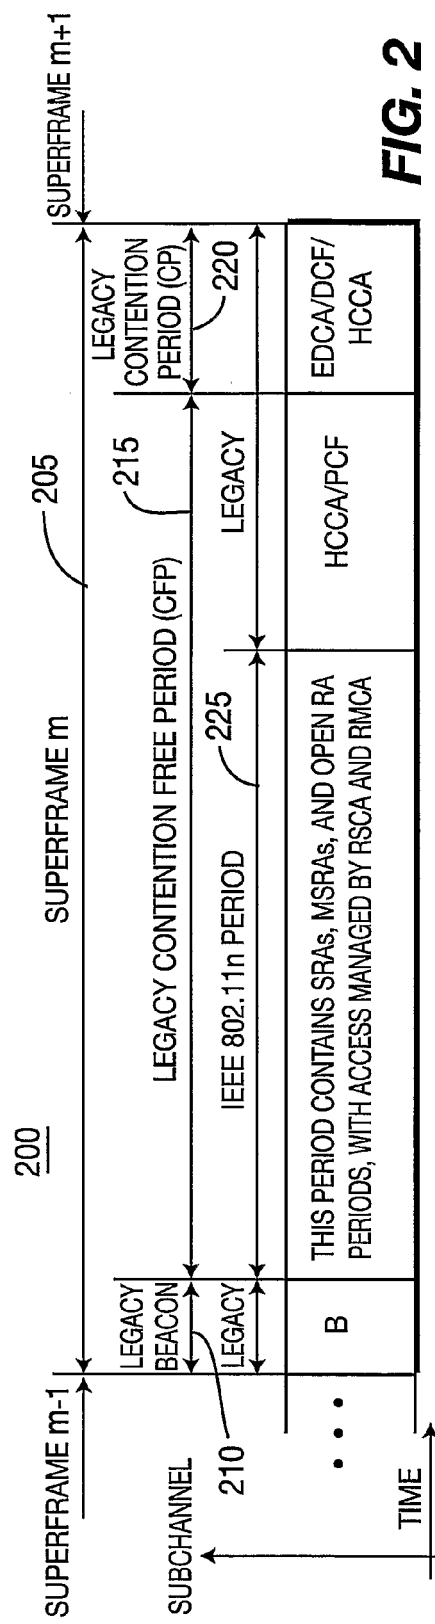 200
SUPERFRAME m-1
SUPERFRAME m
SUPERFRAME m+1
205
LEGACY
BEACON
LEGACY CONTENTION FREE PERIOD (CFP)
215
LEGACY
CONTENTION
PERIOD (CP)
SUBCHANNEL
210
LEGACY
IEEE 802.11n PERIOD
225
LEGACY
220
• • •
B
THIS PERIOD CONTAINS SRAs, MSRAs, AND OPEN RA
PERIODS, WITH ACCESS MANAGED BY RSCA AND RMCA
HCCA/PCF
EDCA/DCF/
HCCA
TIME
FIG. 2